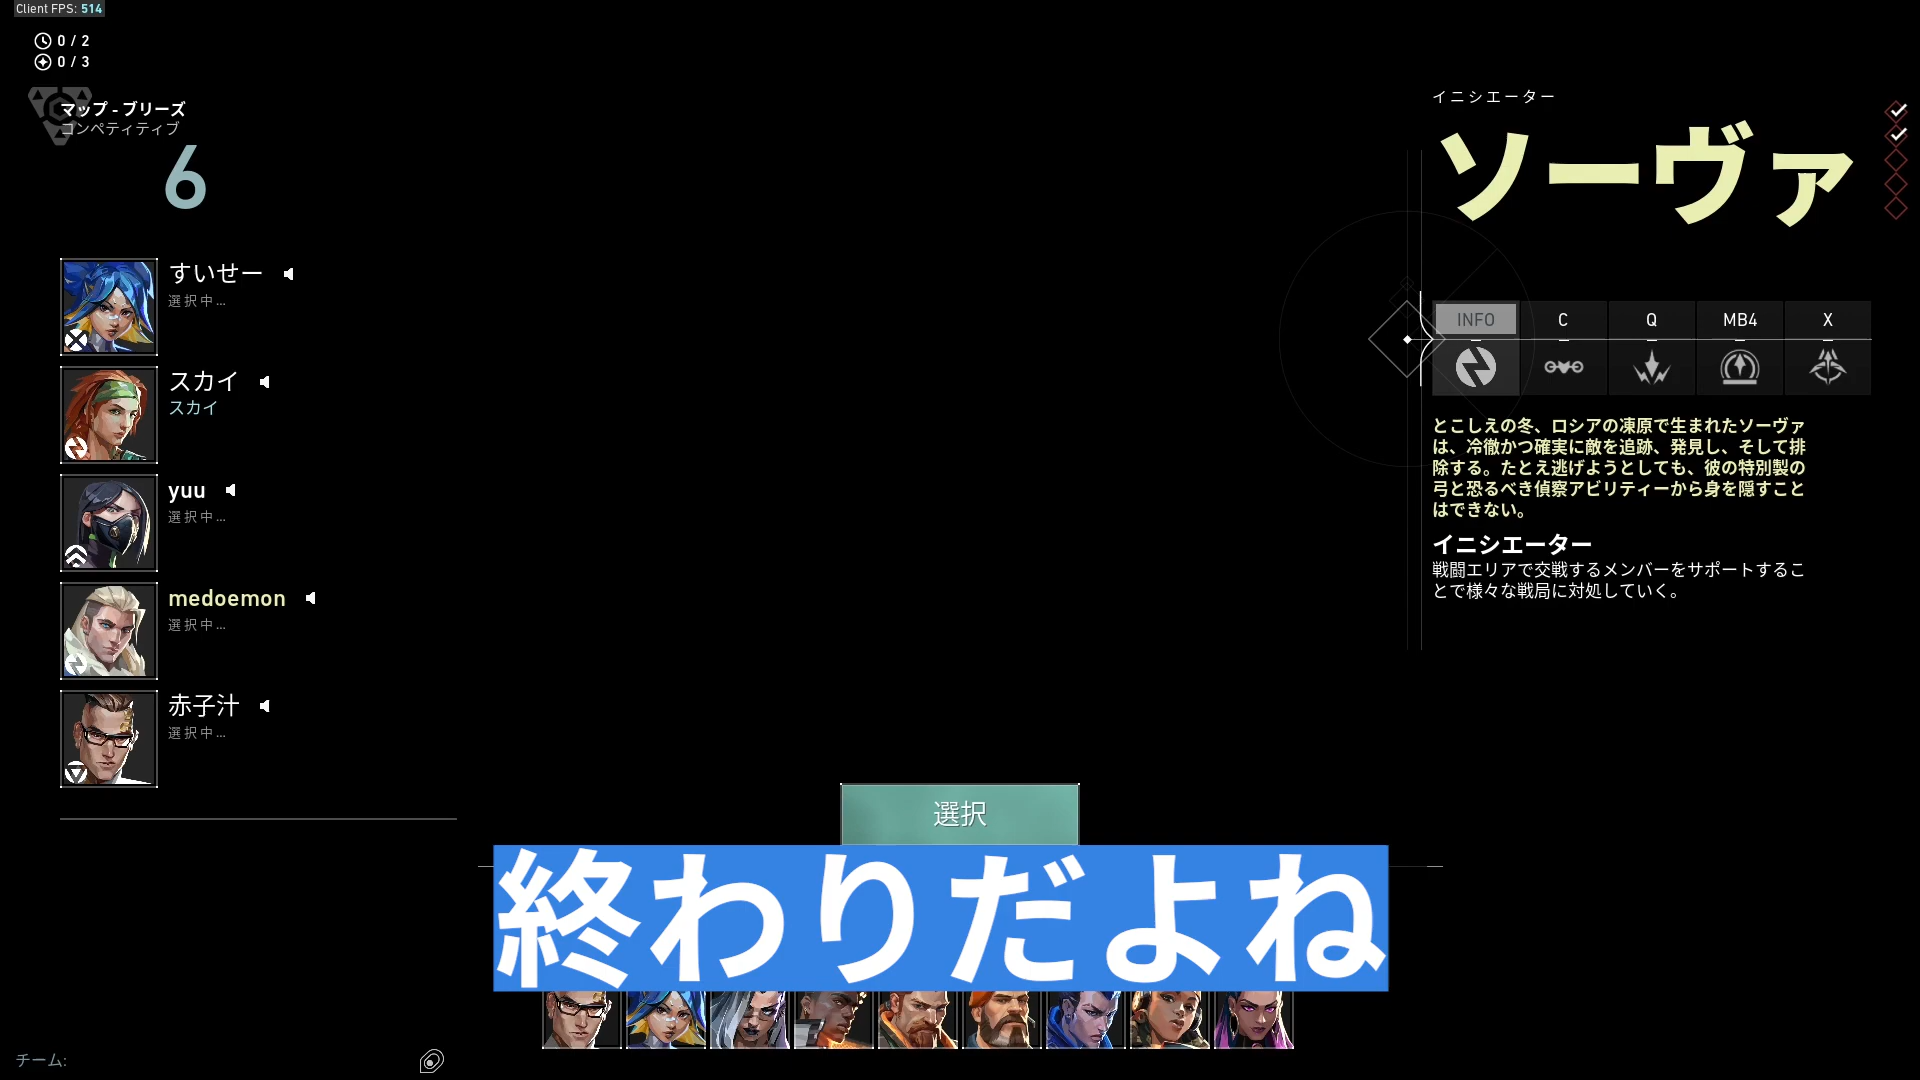 Client FPS: 514
0 / 2
0 / 3
マップ - ブリーズ
コンペティティブ
6
すいせー
選択中...
スカイ
スカイ
yuu
選択中...
medoemon
選択中...
赤子汁
選択中...
チーム:
選択
終わりだよね
イニシエーター
ソーヴァ
INFO C Q MB4 X
とこしえの冬、ロシアの凍原で生まれたソーヴァ
は、冷徹かつ確実に敵を追跡、発見し、そして排
除する。たとえ逃げようとしても、彼の特別製の
弓と恐るべき偵察アビリティーから身を隠すこと
はできない。
イニシエーター
戦闘エリアで交戦するメンバーをサポートするこ
とで様々な戦局に対処していく。